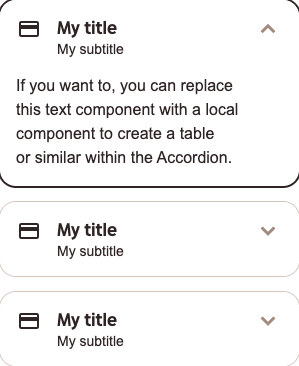 My title
My subtitle
If you want to, you can replace
this text component with a local
component to create a table
or similar within the Accordion.
My title
My subtitle
My title
My subtitle